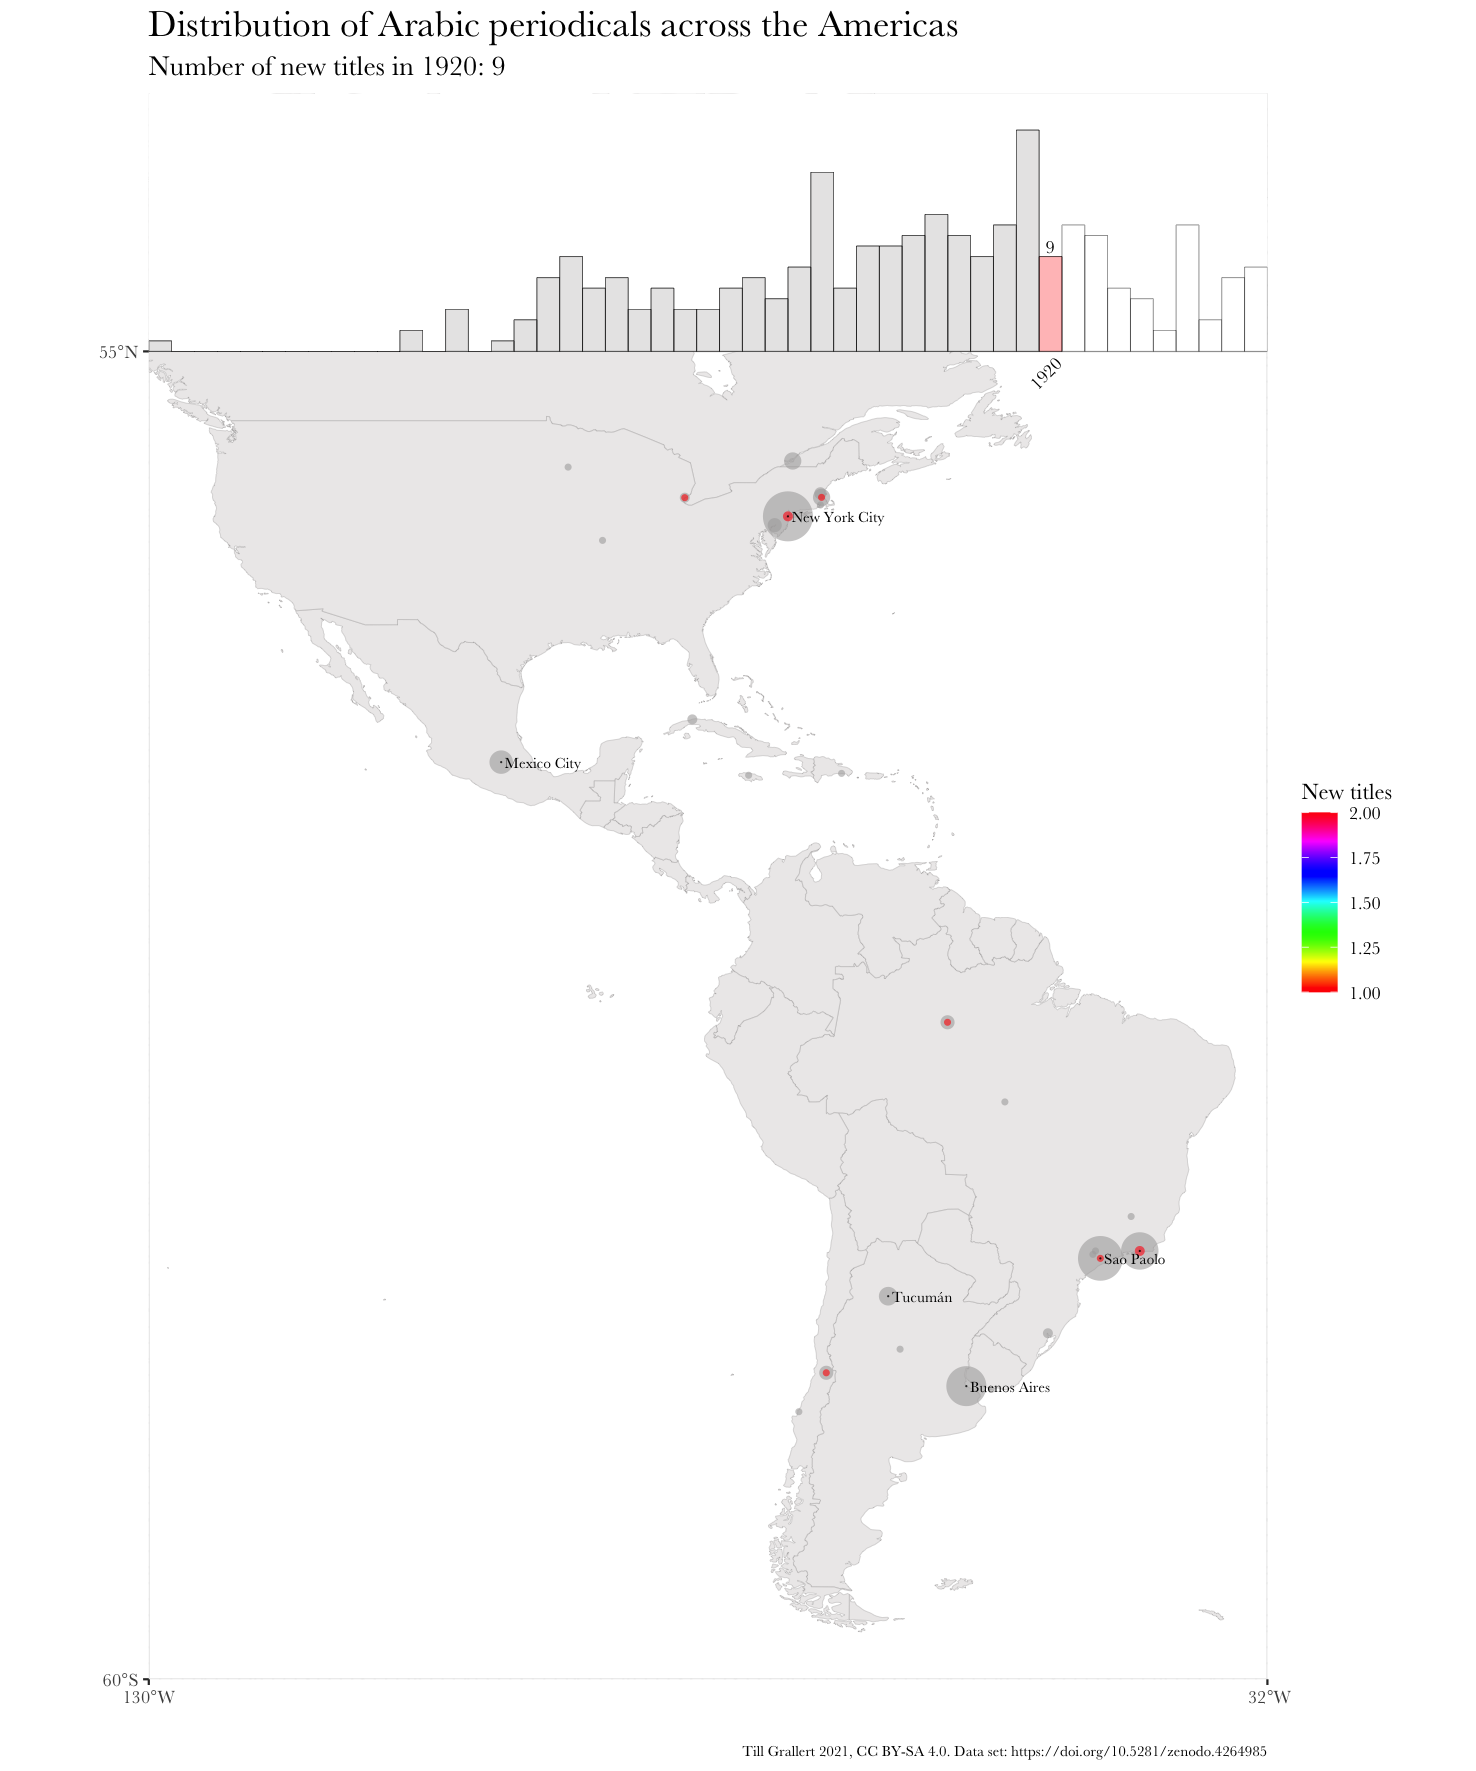 Distribution of Arabic periodicals across the Americas
Number of new titles in 1920: 9
9
55°N
1920
New York City
Mexico City
New titles
2.00
1.75
1.50
1.25
1.00
Sao Paolo
Tucumán
Buenos Aires
60°S
130°W
32°W
Till Grallert 2021, CC BY-SA 4.0. Data set: https://doi.org/10.5281/zenodo.4264985